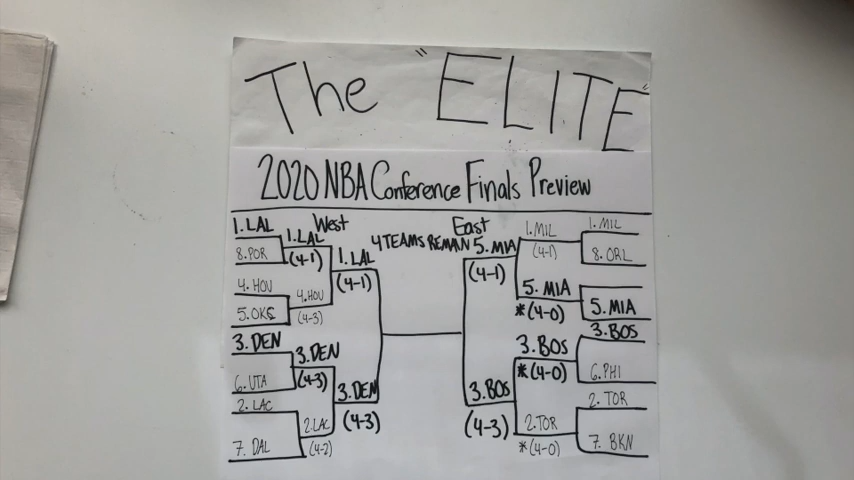 The "ELITE"
2020 NBA Conference Finals Preview
West
1. LAL
8. POR
1. LAL
(4-1)
4. HOU
5. OKC
4. HOU
(4-3)
1. LAL
(4-1)
3. DEN
6. UTA
3. DEN
(4-3)
2. LAC
7. DAL
2. LAC
(4-2)
3. DEN
(4-3)
4 TEAMS REMAIN
East
5. MIA
(4-1)
1. MIL
(4-1)
1. MIL
8. ORL
5. MIA
*(4-0)
5. MIA
3. BOS
(4-3)
3. BOS
*(4-0)
3. BOS
6. PHI
2. TOR
*(4-0)
2. TOR
7. BKN